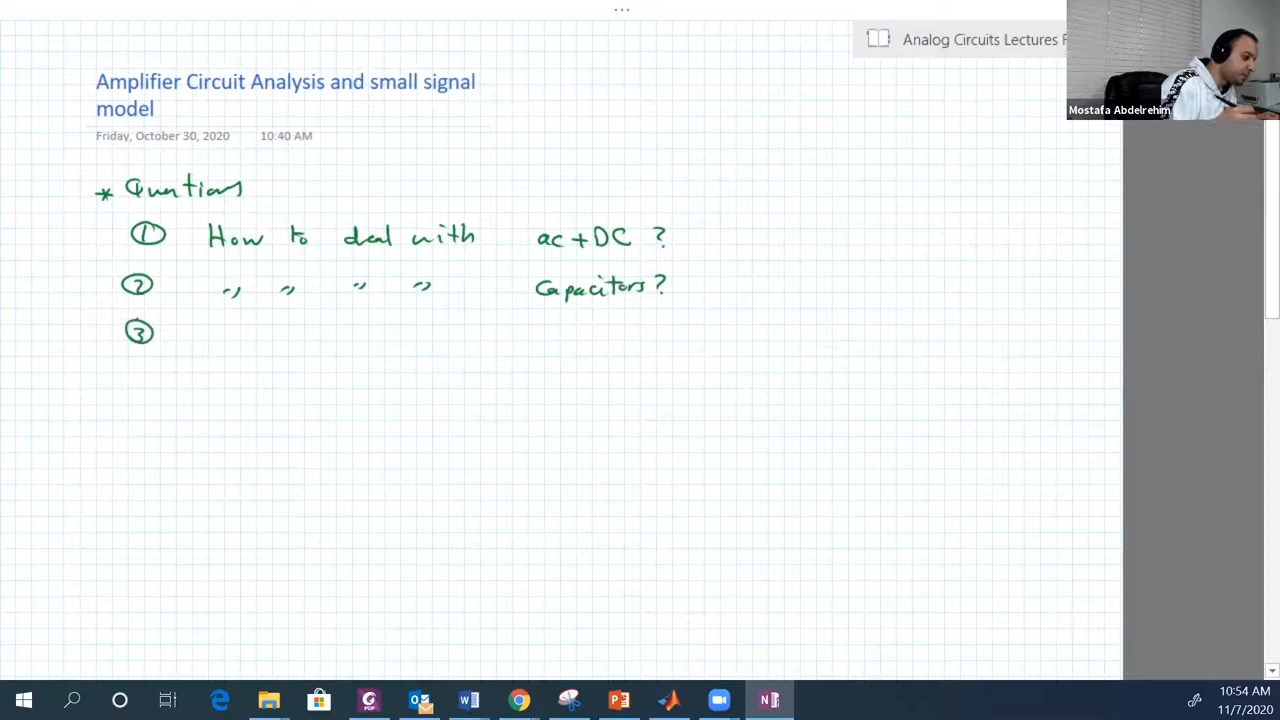 Analog Circuits Lectures F
Mostafa Abdelrehim
Amplifier Circuit Analysis and small signal
model
Friday, October 30, 2020 10:40 AM
* Questions
① How to deal with ac + DC ?
② 〃 〃 〃 〃 Capacitors ?
③
10:54 AM
11/7/2020